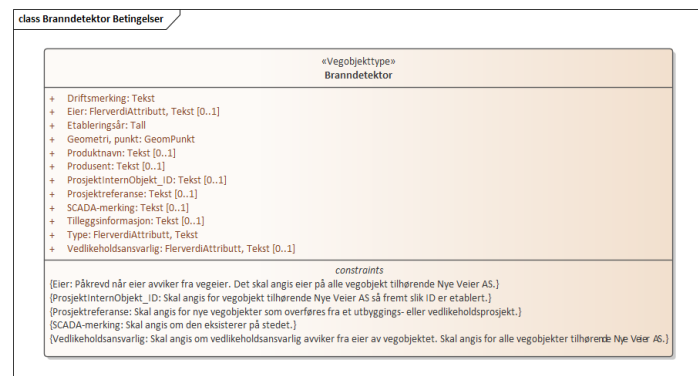 class Branndetektor Betingelser
«Vegobjekttype»
Branndetektor
+ Driftsmerking: Tekst
+ Eier: FlerverdiAttributt, Tekst [0..1]
+ Etableringsår: Tall
+ Geometri, punkt: GeomPunkt
+ Produktnavn: Tekst [0..1]
+ Produsent: Tekst [0..1]
+ ProsjektInternObjekt_ID: Tekst [0..1]
+ Prosjektreferanse: Tekst [0..1]
+ SCADA-merking: Tekst [0..1]
+ Tilleggsinformasjon: Tekst [0..1]
+ Type: FlerverdiAttributt, Tekst
+ Vedlikeholdsansvarlig: FlerverdiAttributt, Tekst [0..1]
constraints
{Eier: Påkrevd når eier avviker fra vegeier. Det skal angis eier på alle vegobjekt tilhørende Nye Veier AS.}
{ProsjektInternObjekt_ID: Skal angis for vegobjekt tilhørende Nye Veier AS så fremt slik ID er etablert.}
{Prosjektreferanse: Skal angis for nye vegobjekter som overføres fra et utbyggings- eller vedlikeholdsprosjekt.}
{SCADA-merking: Skal angis om den eksisterer på stedet.}
{Vedlikeholdsansvarlig: Skal angis om vedlikeholdsansvarlig avviker fra eier av vegobjektet. Skal angis for alle vegobjekter tilhørende Nye Veier AS.}